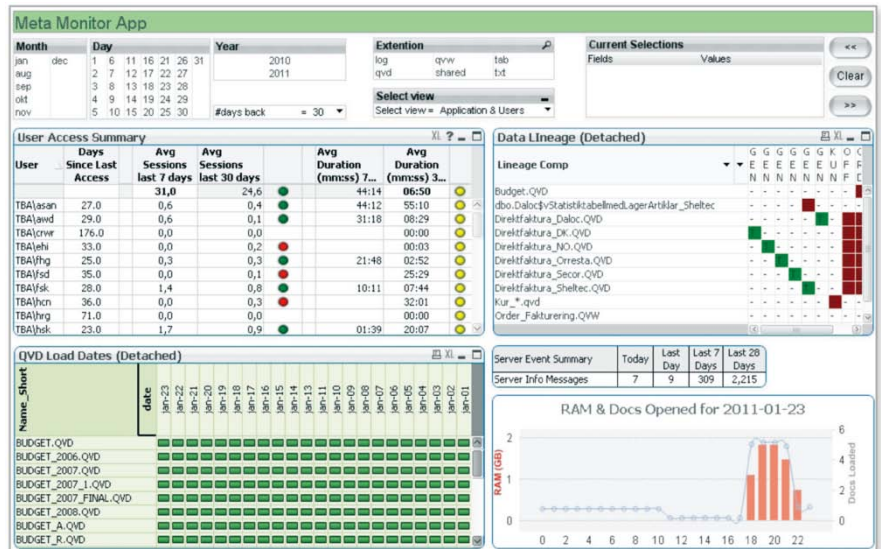 Meta Monitor App
Month
jan dec
aug
sep
okt
nov
Day
1 6 11 16 21 26 31
2 7 12 17 22 27
3 8 13 18 23 28
4 9 14 19 24 29
5 10 15 20 25 30
Year
2010
2011
#days back = 30
Extention
log qvw tab
qvd shared txt
Select view
Select view = Application & Users
Current Selections
Fields Values
<<
Clear
>>
User Access Summary XL ?
User Days Since Last Access Avg Sessions last 7 days Avg Sessions last 30 days Avg Duration (mm:ss) 7... Avg Duration (mm:ss) 3...
31,0 24,6 44:14 06:50
TBA\asan 27.0 0,6 0,4 44:12 55:10
TBA\awd 29.0 0,6 0,1 31:18 08:29
TBA\crwr 176.0 0,0 0,0 00:00
TBA\ehi 33.0 0,0 0,2 00:03
TBA\fhg 25.0 0,3 0,3 21:48 02:52
TBA\fsd 35.0 0,0 0,1 25:29
TBA\fsk 28.0 1,4 0,8 10:11 07:44
TBA\hcn 36.0 0,0 0,3 32:01
TBA\hrg 71.0 0,0 0,0 00:00
TBA\hsk 23.0 1,7 0,9 01:39 20:07
Data LIneage (Detached) XL
Lineage Comp
G G G G G G K O
E E E E E E U F
N N N N N N R F
Budget.QVD
dbo.Daloc$vStatistiktabellmedLagerArtiklar_Sheltec
Direktfaktura_Daloc.QVD
Direktfaktura_DK.QVD
Direktfaktura_NO.QVD
Direktfaktura_Orresta.QVD
Direktfaktura_Secor.QVD
Direktfaktura_Sheltec.QVD
Kur_*.qvd
Order_Fakturering.QVW
QVD Load Dates (Detached) XL
Name_Short date jan-23 jan-22 jan-21 jan-20 jan-19 jan-18 jan-17 jan-16 jan-15 jan-14 jan-13 jan-12 jan-11 jan-10 jan-09 jan-08 jan-07 jan-06 jan-05 jan-04 jan-03 jan-02 jan-01
BUDGET.QVD
BUDGET_2006.QVD
BUDGET_2007.QVD
BUDGET_2007_1.QVD
BUDGET_2007_FINAL.QVD
BUDGET_2008.QVD
BUDGET_A.QVD
BUDGET_R.QVD
Server Event Summary Today Last Day Last 7 Days Last 28 Days
Server Info Messages 7 9 309 2,215
RAM & Docs Opened for 2011-01-23
RAM (GB)
2
1
0
6
4
2
0
Docs Loaded
0 2 4 6 8 10 12 14 16 18 20 22